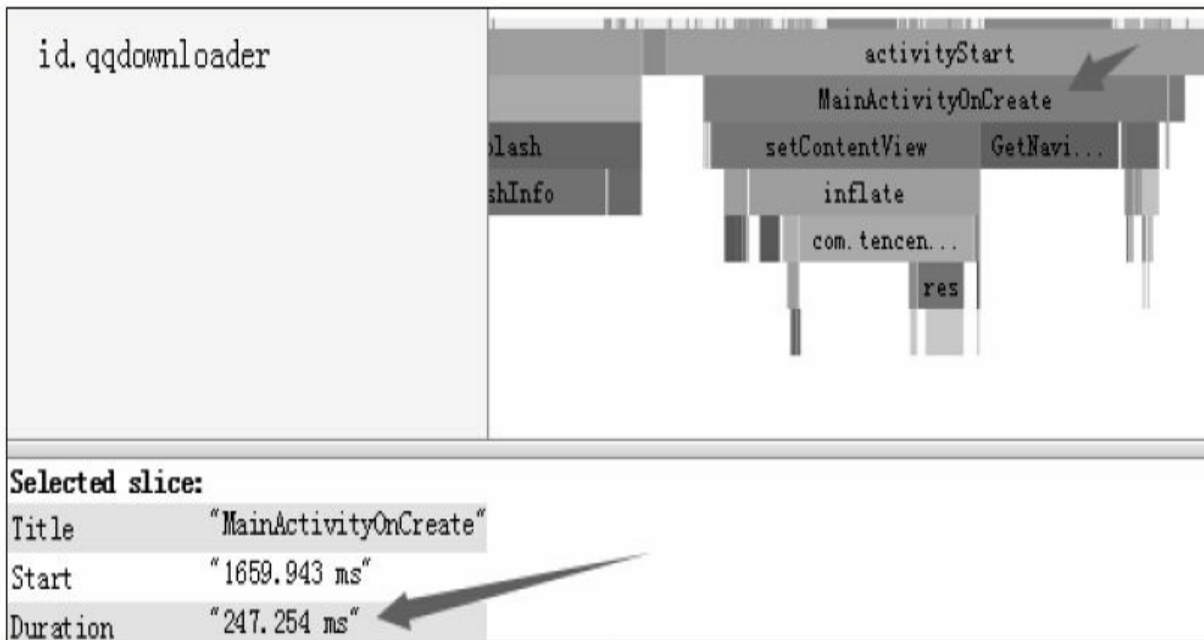 id.qqdownloader
activityStart
MainActivityOnCreate
plash
setContentView
GetNavi...
shInfo
inflate
com.tencen...
res
Selected slice:
Title "MainActivityOnCreate"
Start "1659.943 ms"
Duration "247.254 ms"